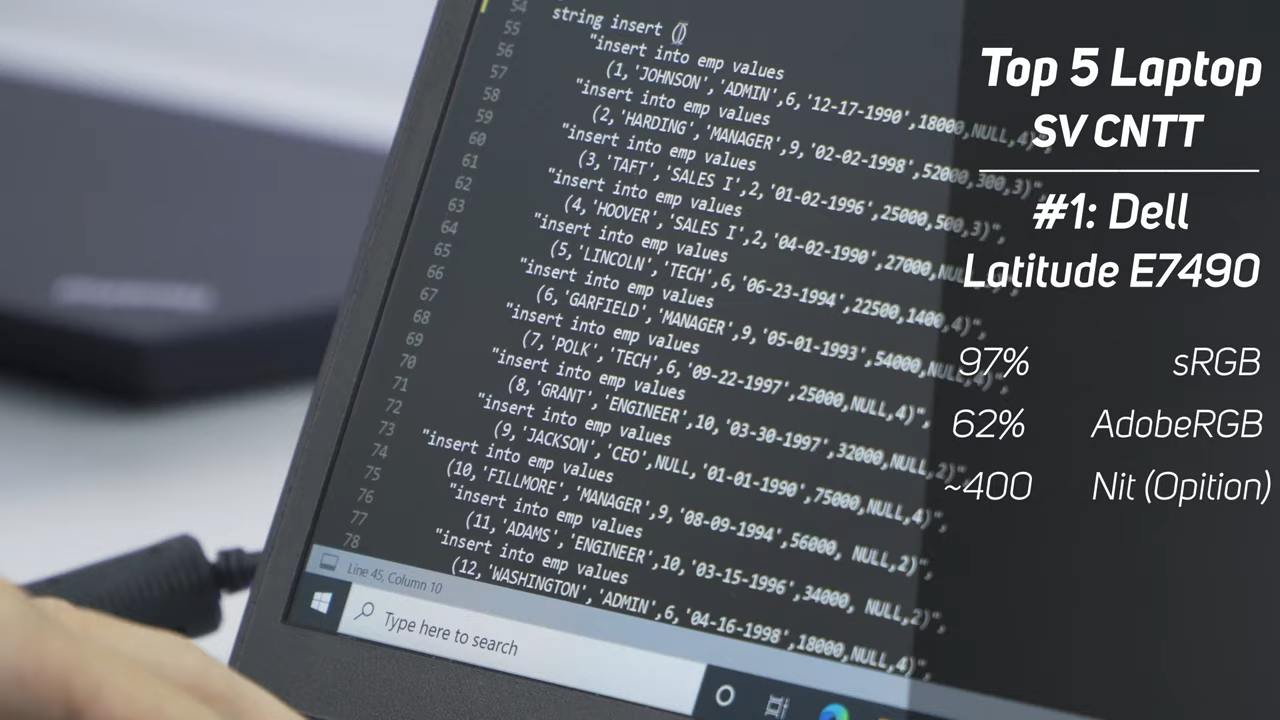 54
55 string insert ()
56 "insert into emp values
57 (1,'JOHNSON','ADMIN',6,'12-17-1990',18000,NULL,4)",
58 "insert into emp values
59 (2,'HARDING','MANAGER',9,'02-02-1998',52000,300,3)",
60 "insert into emp values
61 (3,'TAFT','SALES I',2,'01-02-1996',25000,500,3)",
62 "insert into emp values
63 (4,'HOOVER','SALES I',2,'04-02-1990',27000,NULL,
64 "insert into emp values
65 (5,'LINCOLN','TECH',6,'06-23-1994',22500,1400,4)",
66 "insert into emp values
67 (6,'GARFIELD','MANAGER',9,'05-01-1993',54000,NULL,4)",
68 "insert into emp values
69 (7,'POLK','TECH',6,'09-22-1997',25000,NULL,4)",
70 "insert into emp values
71 (8,'GRANT','ENGINEER',10,'03-30-1997',32000,NULL,2)",
72 "insert into emp values
73 (9,'JACKSON','CEO',NULL,'01-01-1990',75000,NULL,4)",
74 "insert into emp values
75 (10,'FILLMORE','MANAGER',9,'08-09-1994',56000, NULL,2)",
76 "insert into emp values
77 (11,'ADAMS','ENGINEER',10,'03-15-1996',34000, NULL,2)",
78 "insert into emp values
(12,'WASHINGTON','ADMIN',6,'04-16-1998',18000,NULL,4)",
Line 45, Column 10
Type here to search
Top 5 Laptop
SV CNTT
#1: Dell
Latitude E7490
97% sRGB
62% AdobeRGB
~400 Nit (Opition)